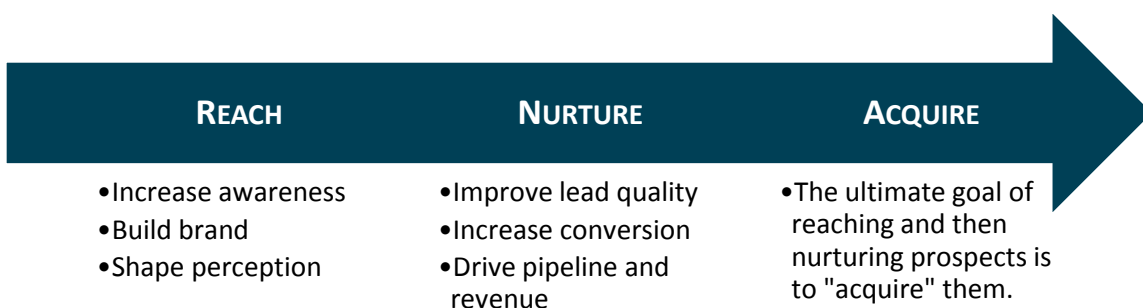 REACH
NURTURE
ACQUIRE
•Increase awareness
•Build brand
•Shape perception
•Improve lead quality
•Increase conversion
•Drive pipeline and
revenue
•The ultimate goal of
reaching and then
nurturing prospects is
to "acquire" them.